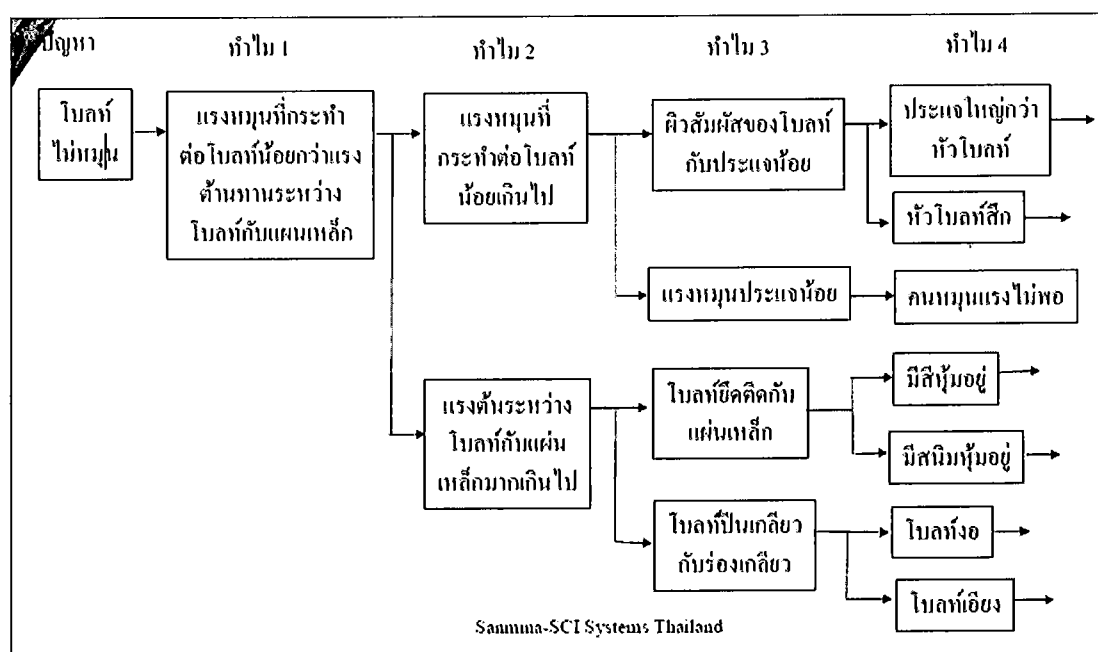 ปัญหา
ทำไม 1
ทำไม 2
ทำไม 3
ทำไม 4
โบลท์
ไม่หมุน
แรงหมุนที่กระทำ
ต่อโบลท์น้อยกว่าแรง
ต้านทานระหว่าง
โบลท์กับแผนเหล็ก
แรงหมุนที่
กระทำต่อโบลท์
น้อยเกินไป
ผิวสัมผัสของโบลท์
กับประแจน้อย
ประแจใหญ่กว่า
หัวโบลท์
หัวโบลท์สึก
แรงหมุนประแจน้อย
คนหมุนแรงไม่พอ
แรงต้นระหว่าง
โบลท์กับแผ่น
เหล็กมากเกินไป
โบลท์ยึดติดกับ
แผ่นเหล็ก
มีสีหุ้มอยู่
มีสนิมหุ้มอยู่
โบลท์ปีนเกลียว
กับร่องเกลียว
โบลท์งอ
โบลท์เอียง
Sanmina-SCI Systems Thailand